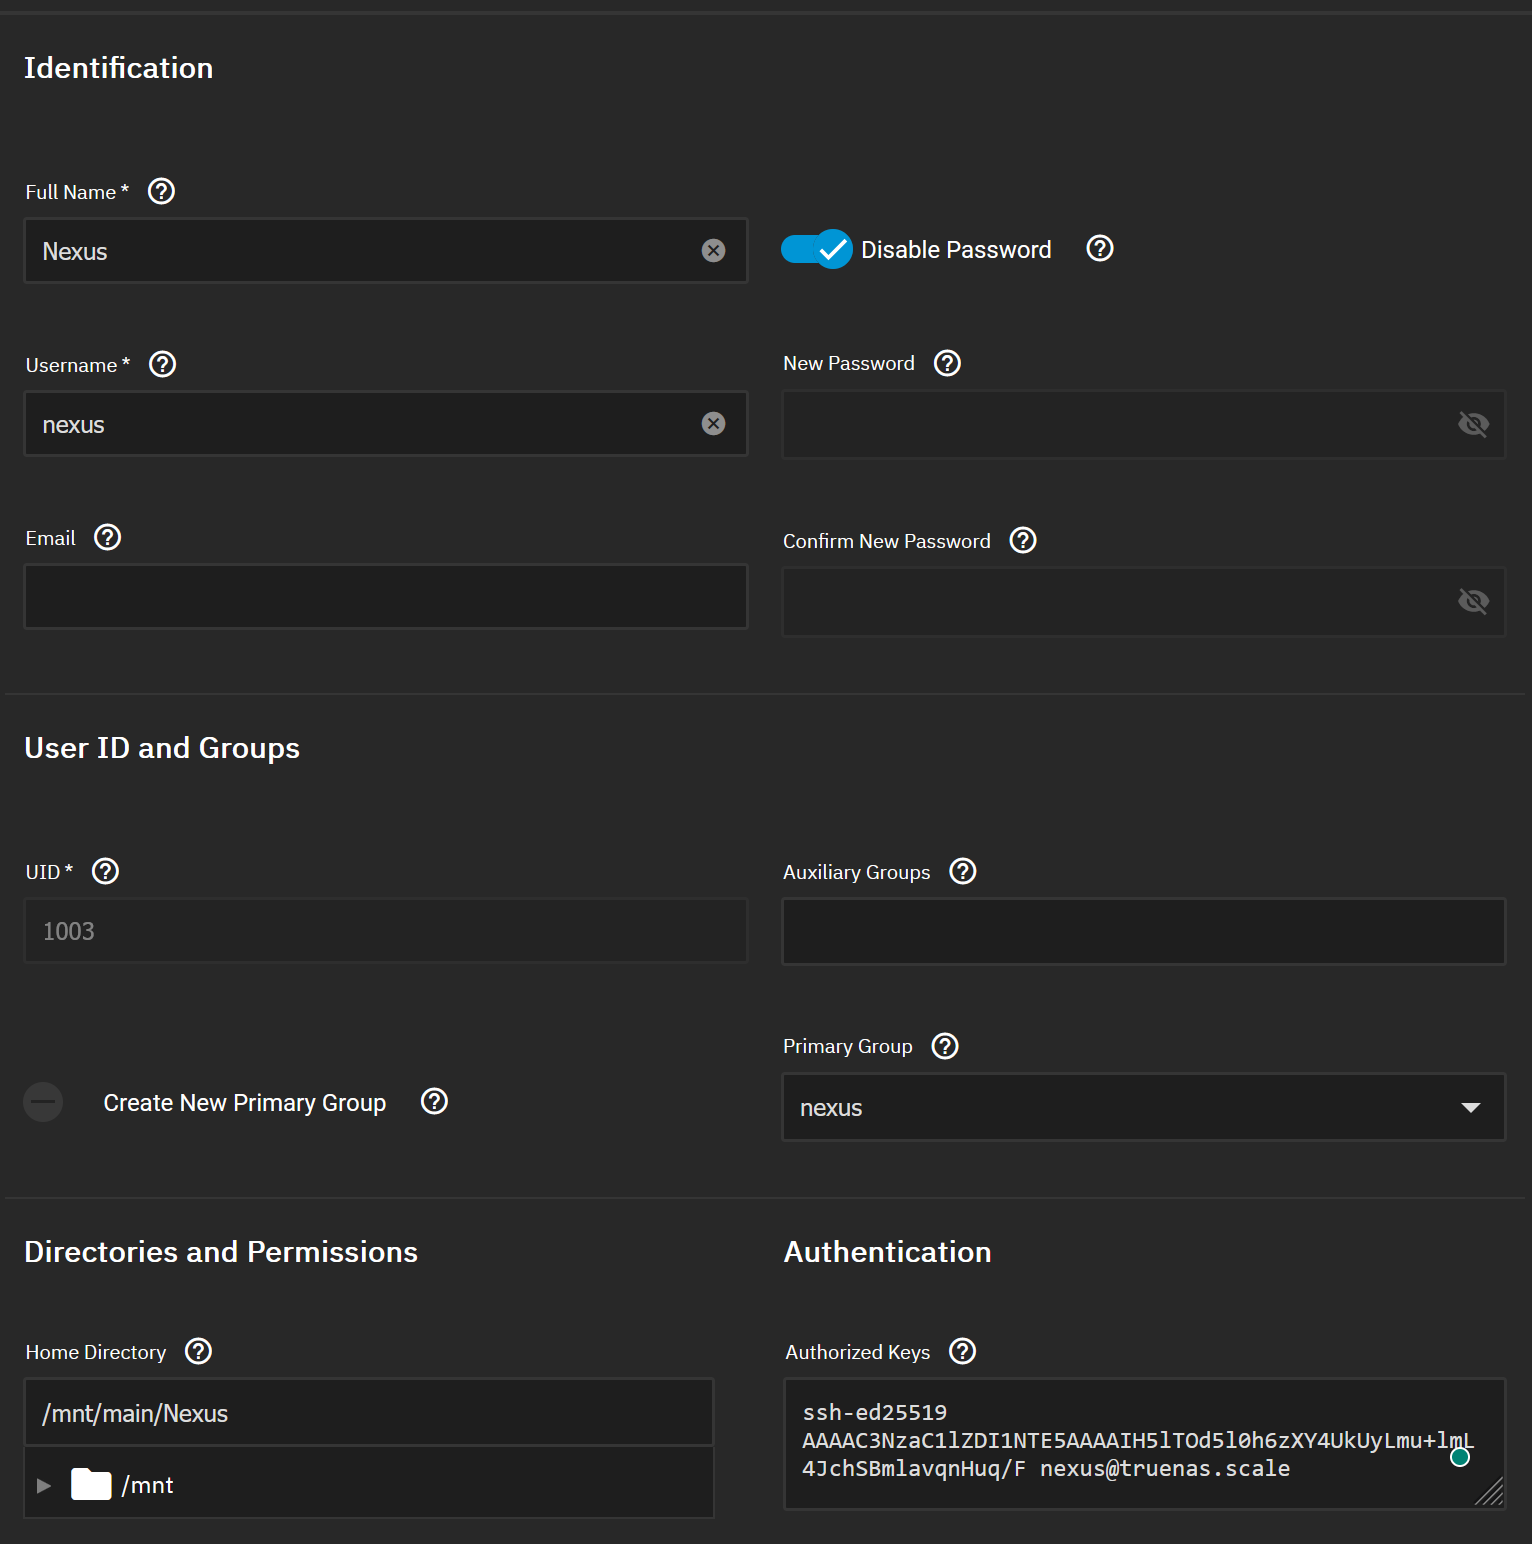 Identification
Full Name *
Nexus
Disable Password
Username *
nexus
New Password
Email
Confirm New Password
User ID and Groups
UID *
1003
Auxiliary Groups
Create New Primary Group
Primary Group
nexus
Directories and Permissions
Home Directory
/mnt/main/Nexus
/mnt
Authentication
Authorized Keys
ssh-ed25519
AAAAC3NzaC1lZDI1NTE5AAAAIH5lTOd5l0h6zXY4UkUyLmu+lmL
4JchSBmlavqnHuq/F nexus@truenas.scale